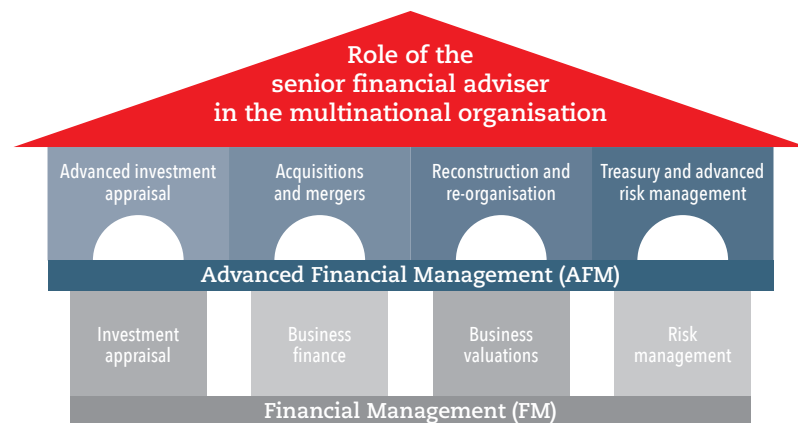 Role of the
senior financial adviser
in the multinational organisation
Advanced investment
appraisal
Acquisitions
and mergers
Reconstruction and
re-organisation
Treasury and advanced
risk management
Advanced Financial Management (AFM)
Investment
appraisal
Business
finance
Business
valuations
Risk
management
Financial Management (FM)